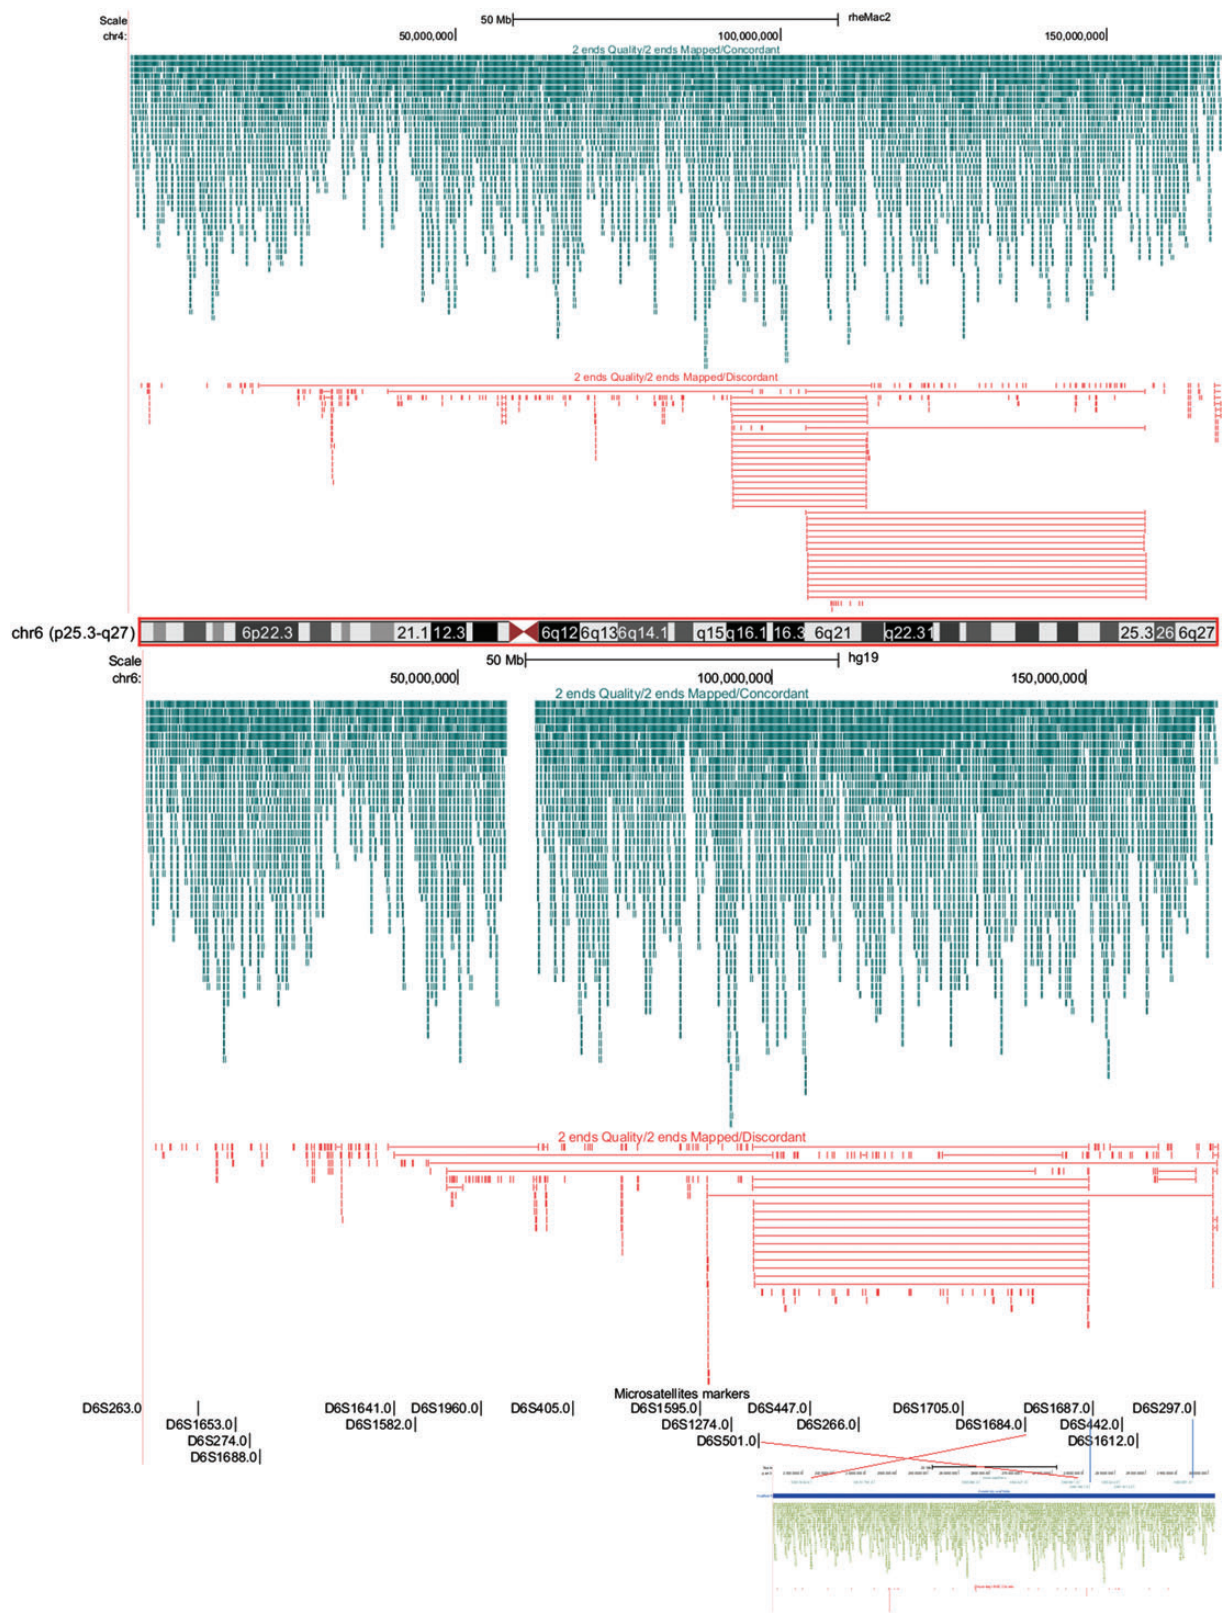 Scale 50 Mb rheMac2
chr4: 50,000,000 100,000,000 150,000,000
2 ends Quality/2 ends Mapped/Concordant
2 ends Quality/2 ends Mapped/Discordant
chr6 (p25.3-q27) 6p22.3 21.1 12.3 6q12 6q13 6q14.1 q15 q16.1 16.3 6q21 q22.31 25.3 26 6q27
Scale 50 Mb hg19
chr6: 50,000,000 100,000,000 150,000,000
2 ends Quality/2 ends Mapped/Concordant
2 ends Quality/2 ends Mapped/Discordant
Microsatellites markers
D6S263.0 D6S1641.0 D6S1960.0 D6S405.0 D6S1595.0 D6S447.0 D6S1705.0 D6S1687.0 D6S297.0
D6S1653.0 D6S1582.0 D6S1274.0 D6S266.0 D6S1684.0 D6S442.0
D6S274.0 D6S501.0 D6S1612.0
D6S1688.0